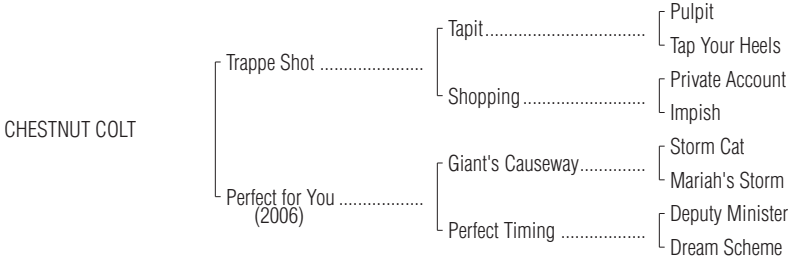 Pulpit
Tapit..................................
Tap Your Heels
Trappe Shot ......................
Private Account
Shopping..........................
Impish
CHESTNUT COLT
Storm Cat
Giant's Causeway..............
Mariah's Storm
Perfect for You ..................
(2006)
Deputy Minister
Perfect Timing ..................
Dream Scheme